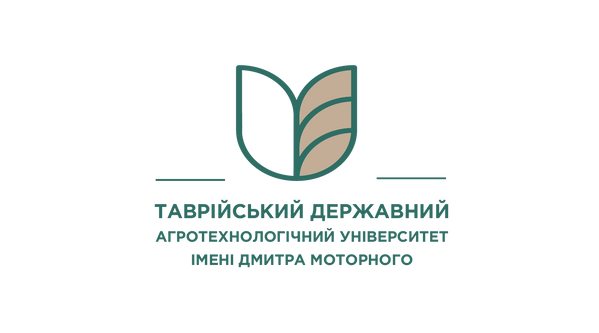 ТАВРІЙСЬКИЙ ДЕРЖАВНИЙ
АГРОТЕХНОЛОГІЧНИЙ УНІВЕРСИТЕТ
ІМЕНІ ДМИТРА МОТОРНОГО